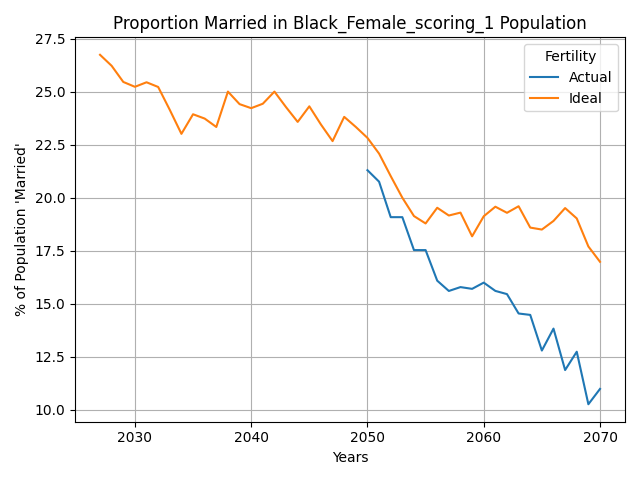 Proportion Married in Black_Female_scoring_1 Population
27.5
25.0
22.5
20.0
17.5
15.0
12.5
10.0
% of Population 'Married'
Fertility
Actual
Ideal
2030
2040
2050
2060
2070
Years